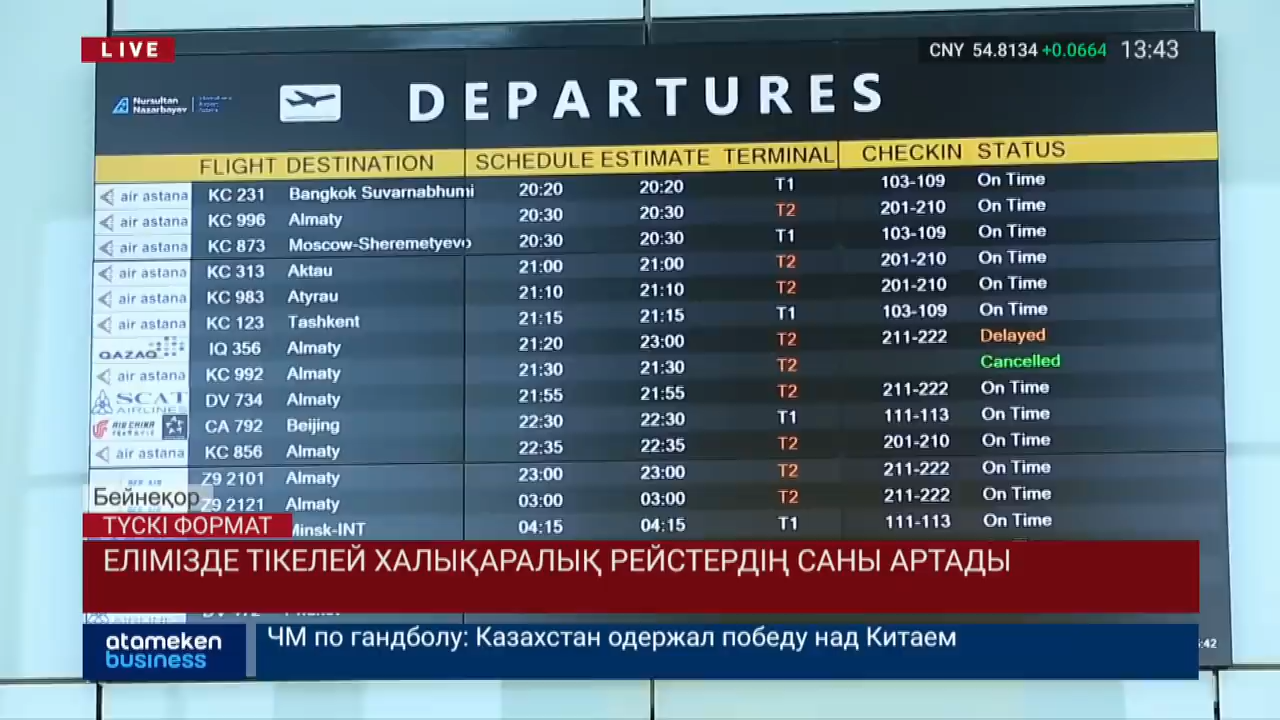 LIVE
CNY 54.8134 +0.0664 13:43
Nursultan
Nazarbayev
DEPARTURES
FLIGHT DESTINATION SCHEDULE ESTIMATE TERMINAL CHECKIN STATUS
air astana KC 231 Bangkok Suvarnabhumi 20:20 20:20 T1 103-109 On Time
air astana KC 996 Almaty 20:30 20:30 T2 201-210 On Time
air astana KC 873 Moscow-Sheremetyevo 20:30 20:30 T1 103-109 On Time
air astana KC 313 Aktau 21:00 21:00 T2 201-210 On Time
air astana KC 983 Atyrau 21:10 21:10 T2 201-210 On Time
air astana KC 123 Tashkent 21:15 21:15 T1 103-109 On Time
QAZAQ IQ 356 Almaty 21:20 23:00 T2 211-222 Delayed
air astana KC 992 Almaty 21:30 21:30 T2 Cancelled
SCAT AIRLINES DV 734 Almaty 21:55 21:55 T2 211-222 On Time
AIR CHINA CA 792 Beijing 22:30 22:30 T1 111-113 On Time
air astana KC 856 Almaty 22:35 22:35 T2 201-210 On Time
Z9 2101 Almaty 23:00 23:00 T2 211-222 On Time
Z9 2121 Almaty 03:00 03:00 T2 211-222 On Time
Minsk-INT 04:15 04:15 T1 111-113 On Time
Бейнеқор
ТҮСКІ ФОРМАТ
ЕЛІМІЗДЕ ТІКЕЛЕЙ ХАЛЫҚАРАЛЫҚ РЕЙСТЕРДІҢ САНЫ АРТАДЫ
atameken
business
ЧМ по гандболу: Казахстан одержал победу над Китаем
:42